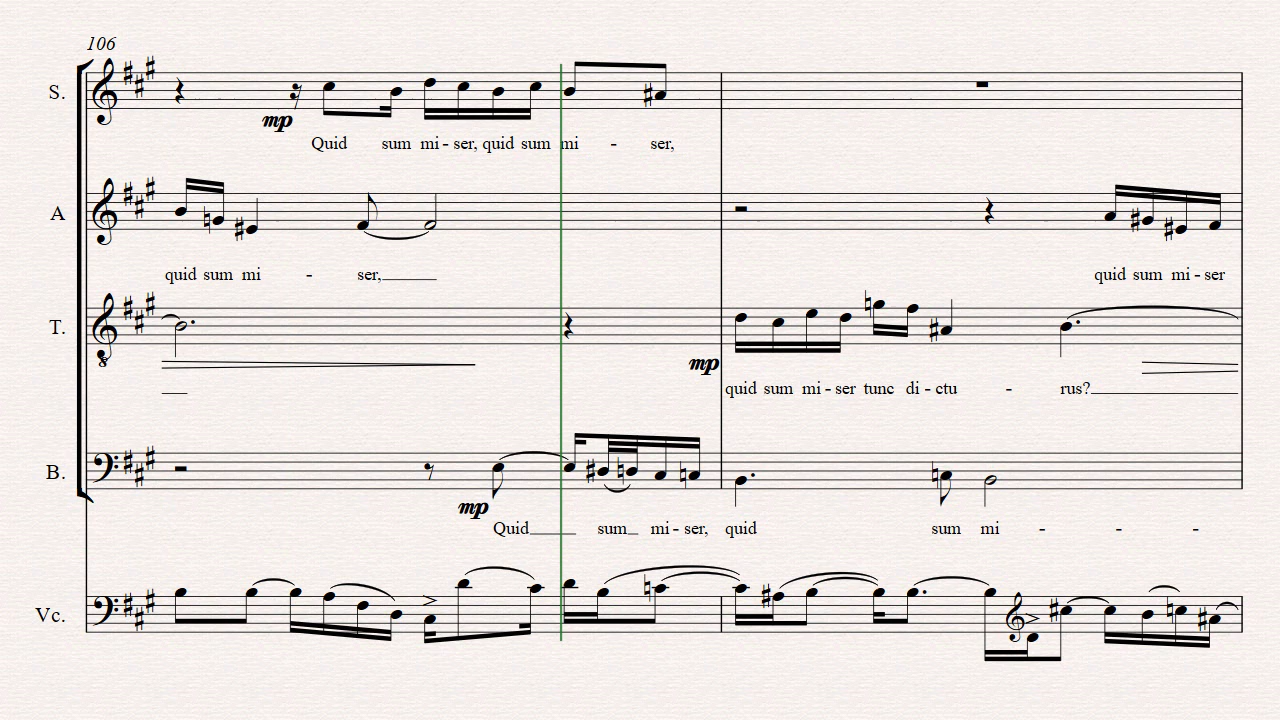 106
S.
mp
Quid sum mi - ser, quid sum mi - ser,
A
quid sum mi - ser, quid sum mi - ser
T.
8
mp
quid sum mi - ser tunc di - ctu - rus?
B.
mp
Quid sum mi - ser, quid sum mi - - -
Vc.